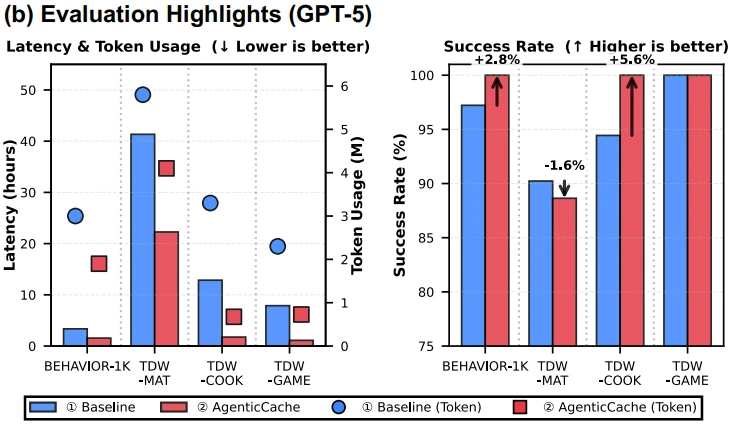 (b) Evaluation Highlights (GPT-5)
Latency & Token Usage (↓ Lower is better)
Latency (hours)
50
40
30
20
10
0
Token Usage (M)
6
5
4
3
2
1
0
BEHAVIOR-1K
TDW
-MAT
TDW
-COOK
TDW
-GAME
Success Rate (↑ Higher is better)
+2.8%
+5.6%
-1.6%
Success Rate (%)
100
95
90
85
80
75
BEHAVIOR-1K
TDW
-MAT
TDW
-COOK
TDW
-GAME
① Baseline ② AgenticCache ① Baseline (Token) ② AgenticCache (Token)